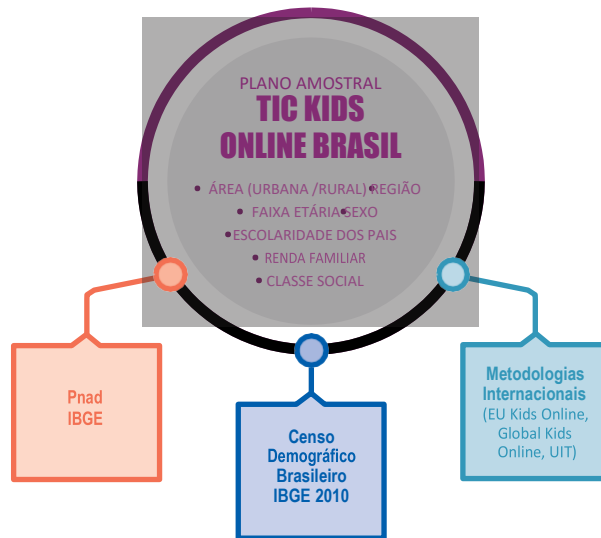 PLANO AMOSTRAL
TIC KIDS
ONLINE BRASIL
• ÁREA (URBANA /RURAL)• REGIÃO
• FAIXA ETÁRIA• SEXO
• ESCOLARIDADE DOS PAIS
• RENDA FAMILIAR
• CLASSE SOCIAL
Pnad
IBGE
Censo
Demográfico
Brasileiro
IBGE 2010
Metodologias
Internacionais
(EU Kids Online,
Global Kids
Online, UIT)